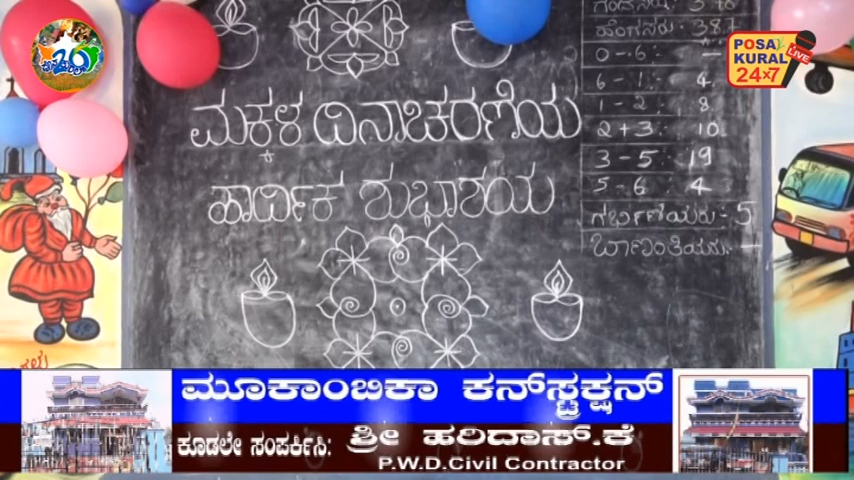 POSA
KURAL
24x7
LIVE
ಹೆಂಗಸರು: 387
0-6:
6-1: 4
1-2: 8
2+3: 10
3-5: 19
5-6: 4
ಗರ್ಭಿಣಿಯರು:- 5
ಬಾಣಂತಿಯರು:- —
ಮಕ್ಕಳ ದಿನಾಚರಣೆಯ
ಹಾರ್ದಿಕ ಶುಭಾಶಯ
ಮೂಕಾಂಬಿಕಾ ಕನ್‌ಸ್ಟ್ರಕ್ಷನ್
ಕೂಡಲೇ ಸಂಪರ್ಕಿಸಿ: ಶ್ರೀ ಹರಿದಾಸ್.ಕೆ
P.W.D.Civil Contractor